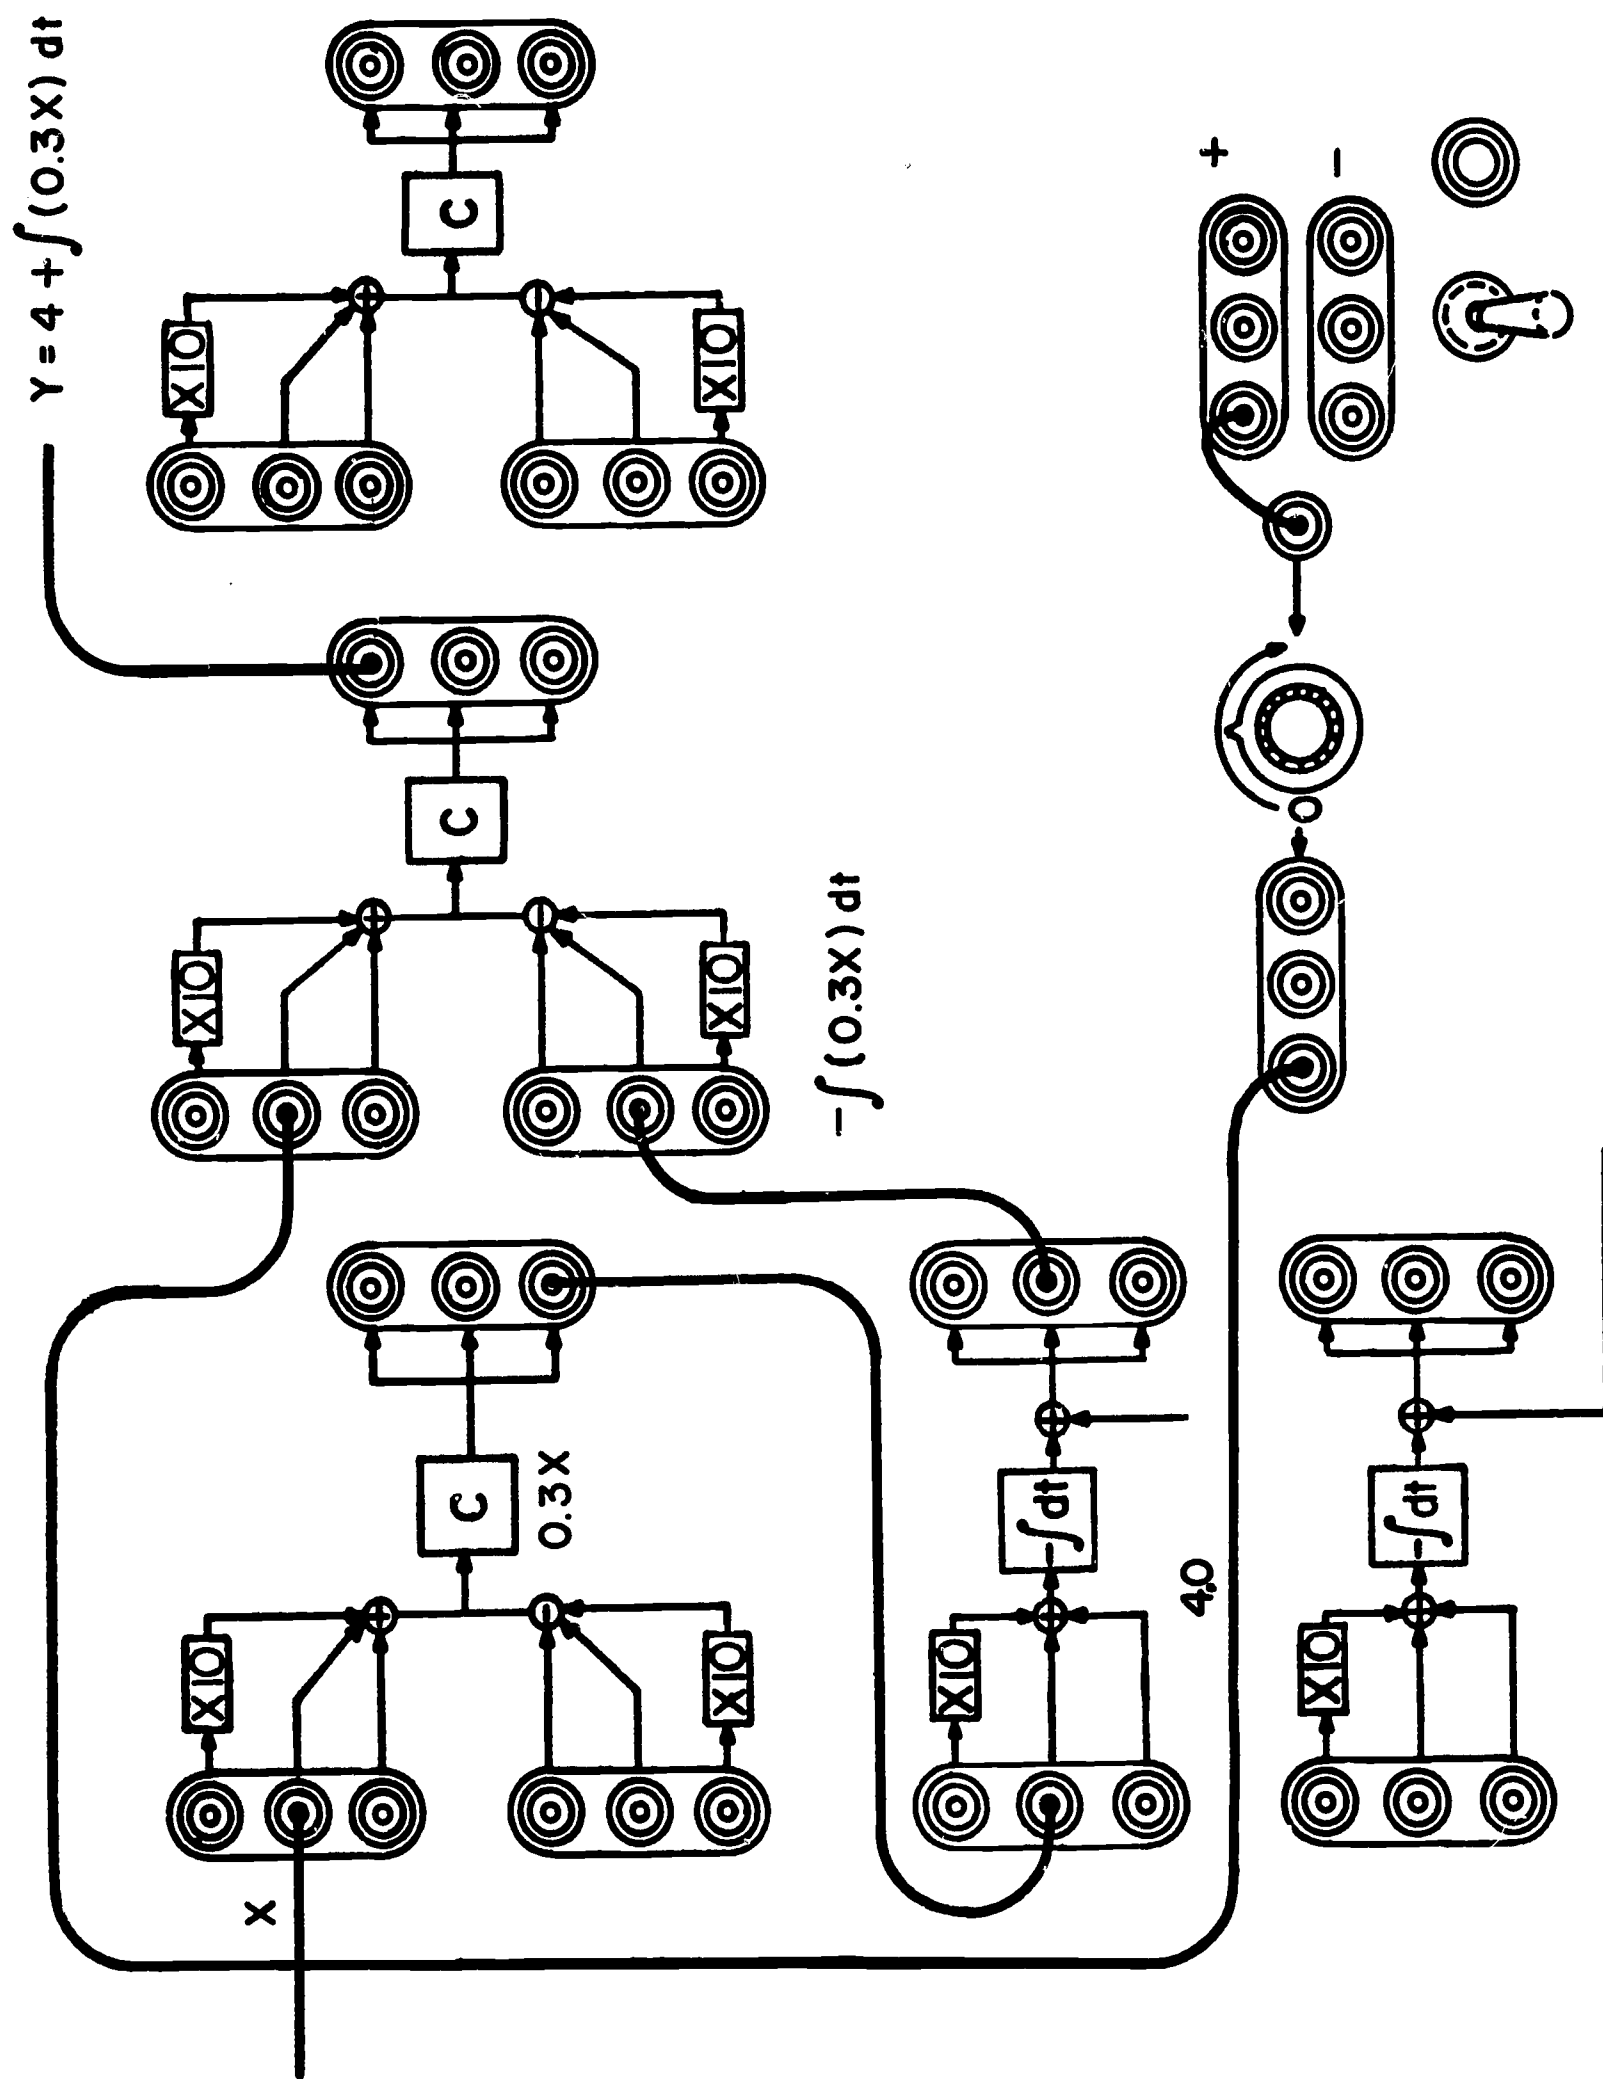 Y = 4 + ∫(0.3X) dt
X10
X10
X10
X
+
+
+
C
C
C
−
−
−
0.3X
X10
X10
X10
−∫(0.3X) dt
X10
+
−∫dt
+
4.0
+
0
X10
−
+
−∫dt
+